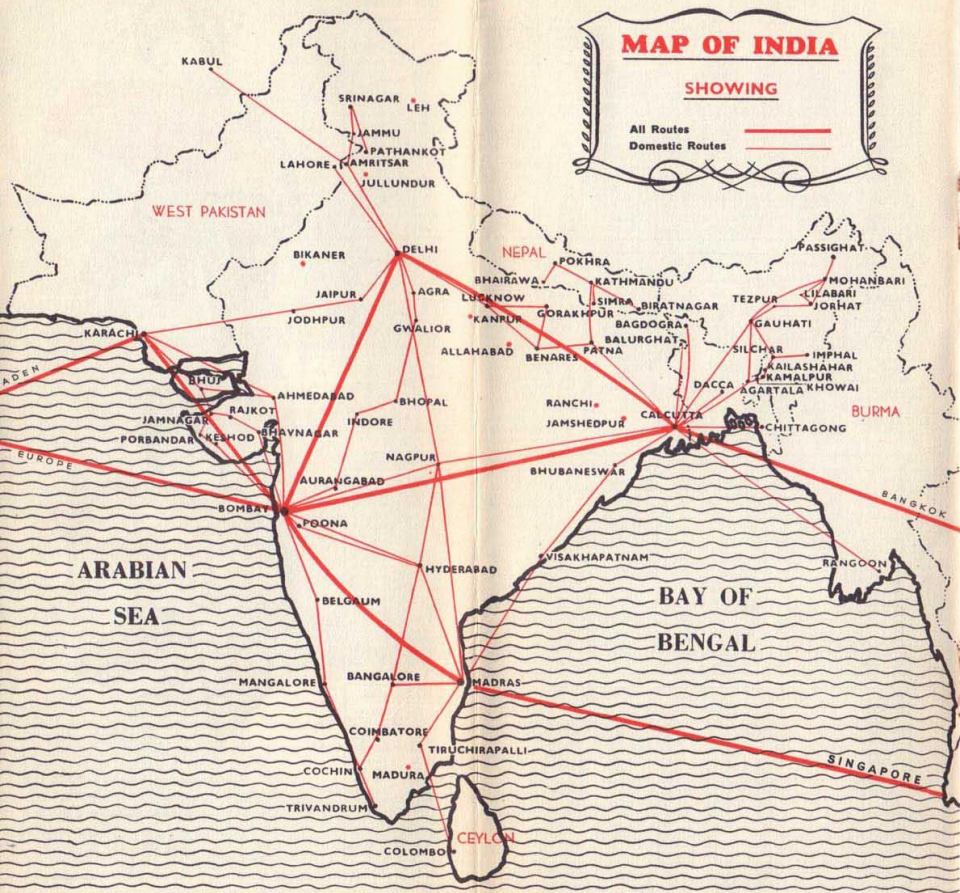 MAP OF INDIA
SHOWING
All Routes
Domestic Routes
KABUL
SRINAGAR
LEH
JAMMU
PATHANKOT
LAHORE
AMRITSAR
JULLUNDUR
WEST PAKISTAN
DELHI
NEPAL
POKHRA
PASSIGHAT
BIKANER
BHAIRAWA
KATHMANDU
MOHANBARI
JAIPUR
AGRA
LUCKNOW
SIMRA
BIRATNAGAR
TEZPUR
LILABARI
JORHAT
JODHPUR
GWALIOR
KANPUR
GORAKHPUR
BAGDOGRA
GAUHATI
KARACHI
BALURGHAT
ALLAHABAD
BENARES
PATNA
SILCHAR
IMPHAL
KAILASHAHAR
KAMALPUR
ADEN
BHUJ
DACCA
AGARTALA
KHOWAI
AHMEDABAD
BHOPAL
RANCHI
CALCUTTA
BURMA
JAMNAGAR
RAJKOT
INDORE
JAMSHEDPUR
CHITTAGONG
PORBANDAR
KESHOD
BHAVNAGAR
NAGPUR
EUROPE
BHUBANESWAR
AURANGABAD
BANGKOK
BOMBAY
POONA
VISAKHAPATNAM
RANGOON
ARABIAN
SEA
HYDERABAD
BAY OF
BENGAL
BELGAUM
MANGALORE
BANGALORE
MADRAS
COIMBATORE
TIRUCHIRAPALLI
SINGAPORE
COCHIN
MADURA
TRIVANDRUM
CEYLON
COLOMBO